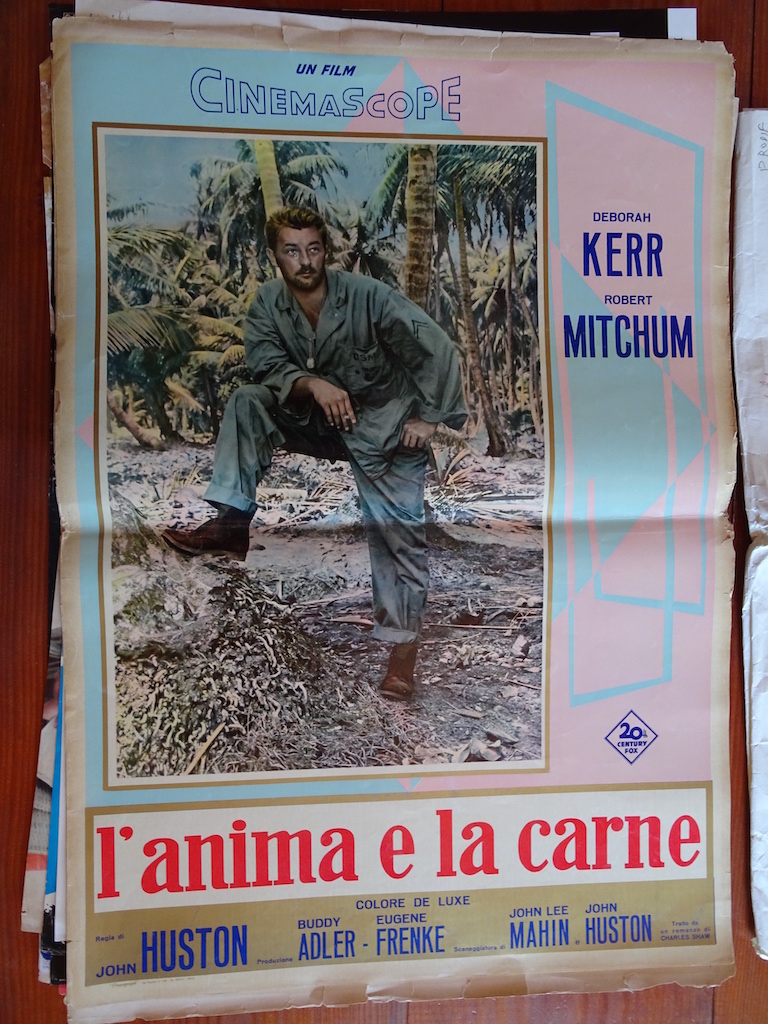 UN FILM
CINEMASCOPE
DEBORAH
KERR
ROBERT
MITCHUM
20th
CENTURY
FOX
l'anima e la carne
COLORE DE LUXE
Regia di JOHN HUSTON
Produzione BUDDY ADLER - EUGENE FRENKE
Sceneggiatura di JOHN LEE MAHIN e JOHN HUSTON
Tratto da
un romanzo di
CHARLES SHAW